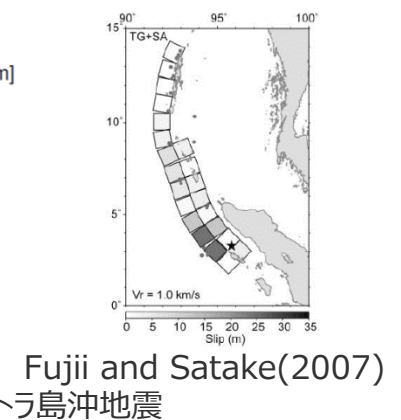 90° 95° 100°
15°
TG+SA
m]
10°
5°
Vr = 1.0 km/s
0°
0 5 10 15 20 25 30 35
Slip (m)
Fujii and Satake(2007)
トラ島沖地震